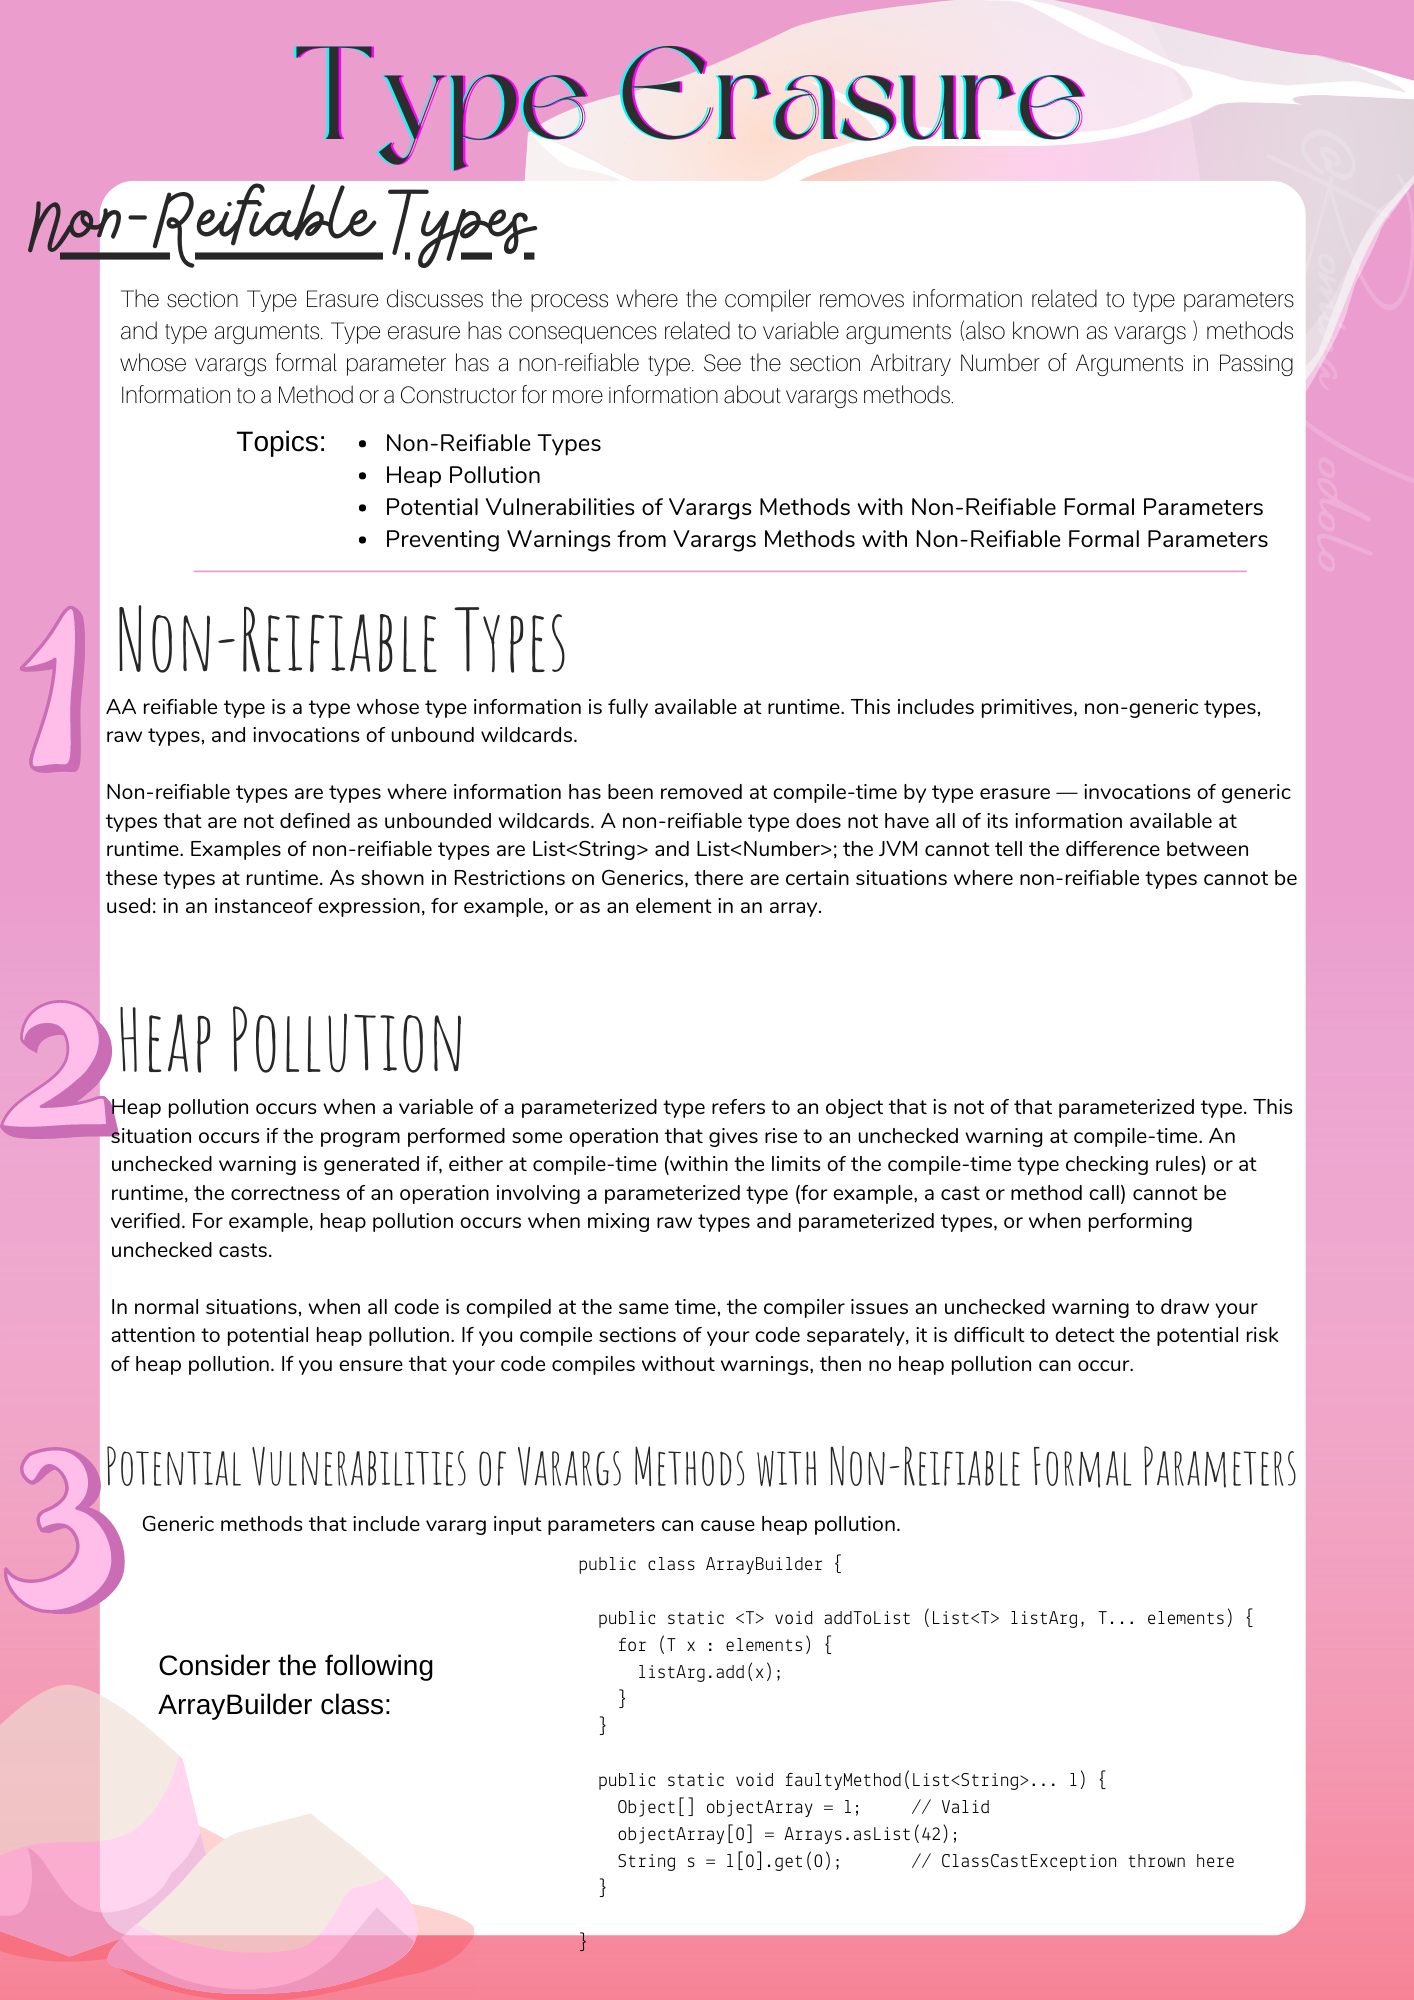 Type Erasure
Non-Reifiable Types
The section Type Erasure discusses the process where the compiler removes information related to type parameters
and type arguments. Type erasure has consequences related to variable arguments (also known as varargs ) methods
whose varargs formal parameter has a non-reifiable type. See the section Arbitrary Number of Arguments in Passing
Information to a Method or a Constructor for more information about varargs methods.
Topics:
• Non-Reifiable Types
• Heap Pollution
• Potential Vulnerabilities of Varargs Methods with Non-Reifiable Formal Parameters
• Preventing Warnings from Varargs Methods with Non-Reifiable Formal Parameters
1
Non-Reifiable Types
AA reifiable type is a type whose type information is fully available at runtime. This includes primitives, non-generic types,
raw types, and invocations of unbound wildcards.
Non-reifiable types are types where information has been removed at compile-time by type erasure — invocations of generic
types that are not defined as unbounded wildcards. A non-reifiable type does not have all of its information available at
runtime. Examples of non-reifiable types are List<String> and List<Number>; the JVM cannot tell the difference between
these types at runtime. As shown in Restrictions on Generics, there are certain situations where non-reifiable types cannot be
used: in an instanceof expression, for example, or as an element in an array.
2
Heap Pollution
Heap pollution occurs when a variable of a parameterized type refers to an object that is not of that parameterized type. This
situation occurs if the program performed some operation that gives rise to an unchecked warning at compile-time. An
unchecked warning is generated if, either at compile-time (within the limits of the compile-time type checking rules) or at
runtime, the correctness of an operation involving a parameterized type (for example, a cast or method call) cannot be
verified. For example, heap pollution occurs when mixing raw types and parameterized types, or when performing
unchecked casts.
In normal situations, when all code is compiled at the same time, the compiler issues an unchecked warning to draw your
attention to potential heap pollution. If you compile sections of your code separately, it is difficult to detect the potential risk
of heap pollution. If you ensure that your code compiles without warnings, then no heap pollution can occur.
3
Potential Vulnerabilities of Varargs Methods with Non-Reifiable Formal Parameters
Generic methods that include vararg input parameters can cause heap pollution.
Consider the following
ArrayBuilder class:
public class ArrayBuilder {
  public static <T> void addToList (List<T> listArg, T... elements) {
    for (T x : elements) {
      listArg.add(x);
    }
  }
  public static void faultyMethod(List<String>... l) {
    Object[] objectArray = l;     // Valid
    objectArray[0] = Arrays.asList(42);
    String s = l[0].get(0);       // ClassCastException thrown here
  }
}